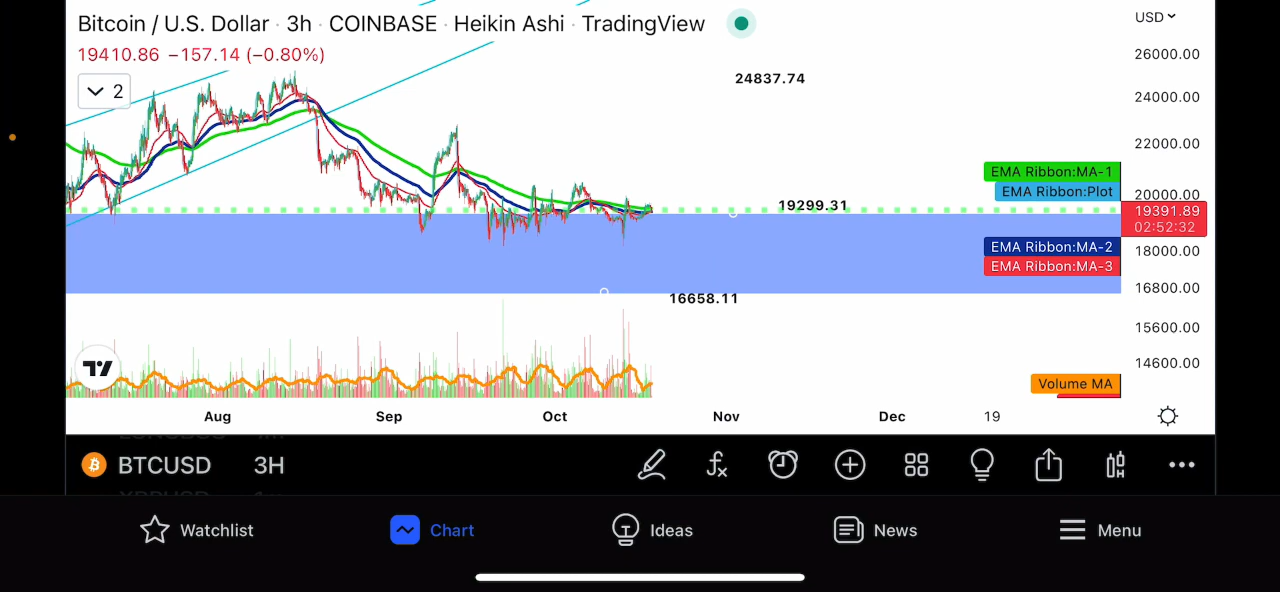 Bitcoin / U.S. Dollar · 3h · COINBASE · Heikin Ashi · TradingView
USD
19410.86 −157.14 (−0.80%)
2
26000.00
24837.74
24000.00
22000.00
EMA Ribbon:MA-1
EMA Ribbon:Plot
20000.00
19299.31
19391.89
02:52:32
EMA Ribbon:MA-2
18000.00
EMA Ribbon:MA-3
16800.00
16658.11
15600.00
14600.00
Volume MA
Aug Sep Oct Nov Dec 19
BTCUSD 3H
Watchlist Chart Ideas News Menu